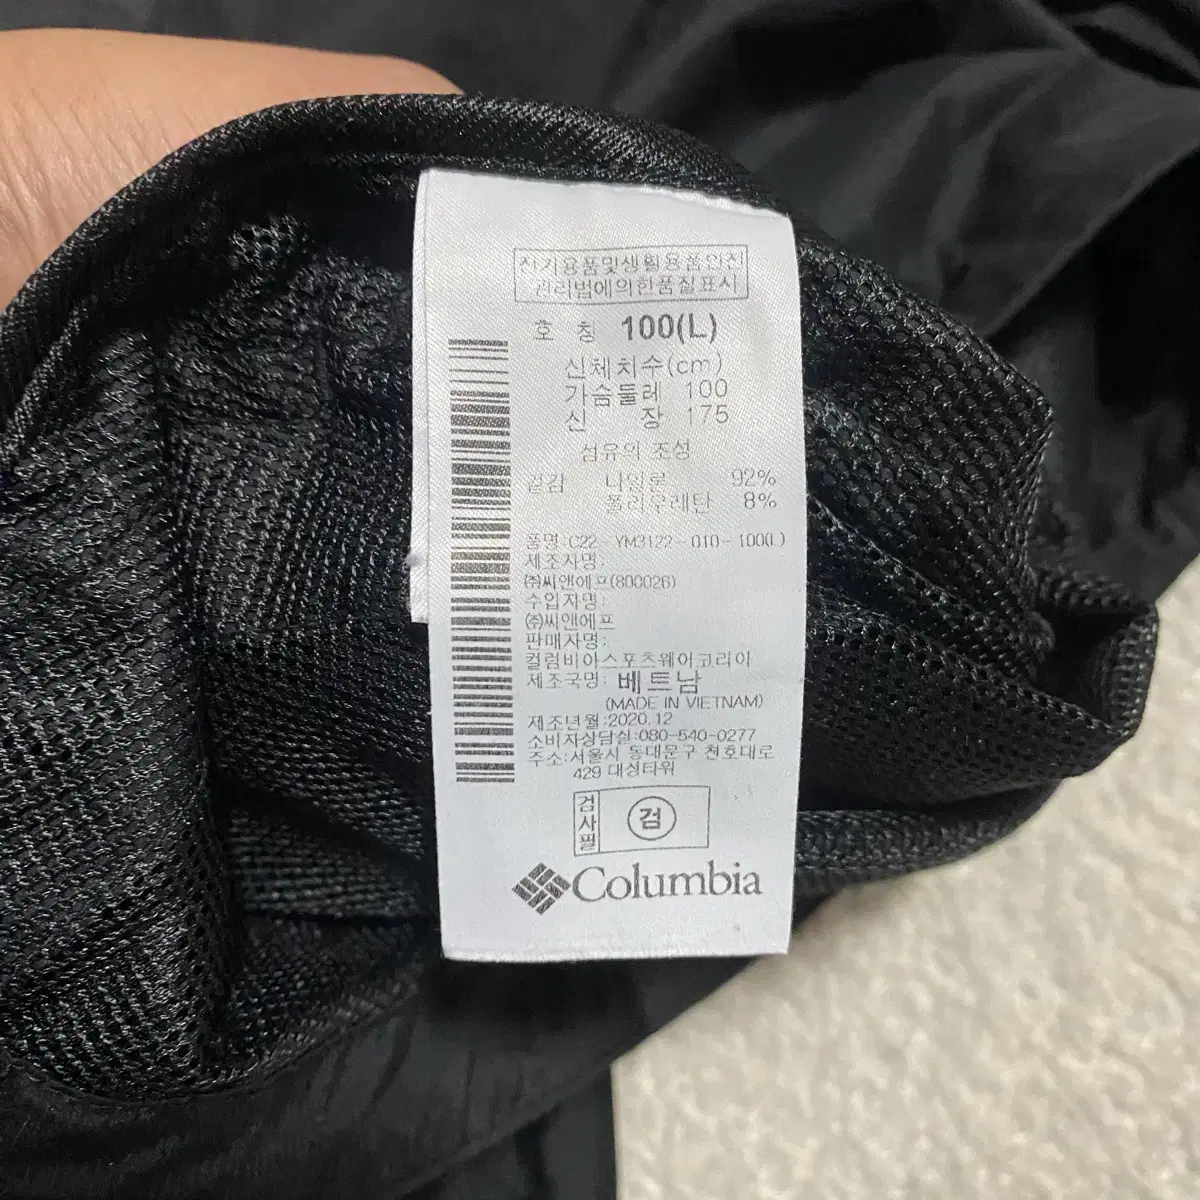 전기용품및생활용품안전
관리법에의한품질표시
호 칭 100(L)
신체치수(cm)
가슴둘레 100
신 장 175
섬유의 조성
겉감 나일론 92%
폴리우레탄 8%
품명:C22-YM3122-010-100(L)
제조자명:
㈜씨앤에프(800026)
수입자명:
㈜씨앤에프
판매자명:
컬럼비아스포츠웨어코리아
제조국명: 베트남
(MADE IN VIETNAM)
제조년월:2020.12
소비자상담실:080-540-0277
주소:서울시 동대문구 천호대로
429 대성타워
검사필 검
Columbia